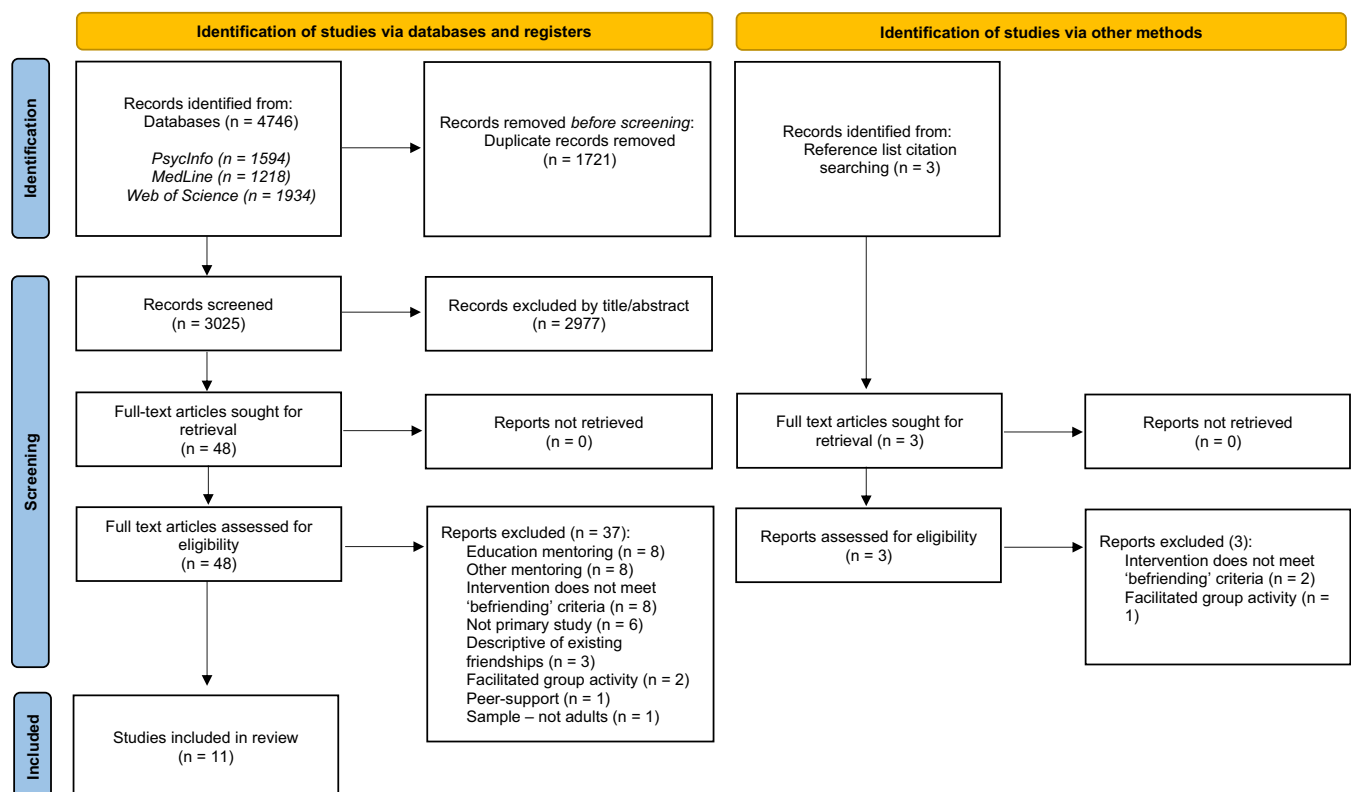 Identification of studies via databases and registers
Identification of studies via other methods
Identification
Records identified from:
Databases (n = 4746)
PsycInfo (n = 1594)
MedLine (n = 1218)
Web of Science (n = 1934)
Records removed before screening:
Duplicate records removed
(n = 1721)
Records identified from:
Reference list citation
searching (n = 3)
Screening
Records screened
(n = 3025)
Records excluded by title/abstract
(n = 2977)
Full-text articles sought for
retrieval
(n = 48)
Reports not retrieved
(n = 0)
Full text articles sought for
retrieval (n = 3)
Reports not retrieved
(n = 0)
Full text articles assessed for
eligibility
(n = 48)
Reports excluded (n = 37):
Education mentoring (n = 8)
Other mentoring (n = 8)
Intervention does not meet
‘befriending’ criteria (n = 8)
Not primary study (n = 6)
Descriptive of existing
friendships (n = 3)
Facilitated group activity (n = 2)
Peer-support (n = 1)
Sample – not adults (n = 1)
Reports assessed for eligibility
(n = 3)
Reports excluded (3):
Intervention does not meet
‘befriending’ criteria (n = 2)
Facilitated group activity (n =
1)
Included
Studies included in review
(n = 11)